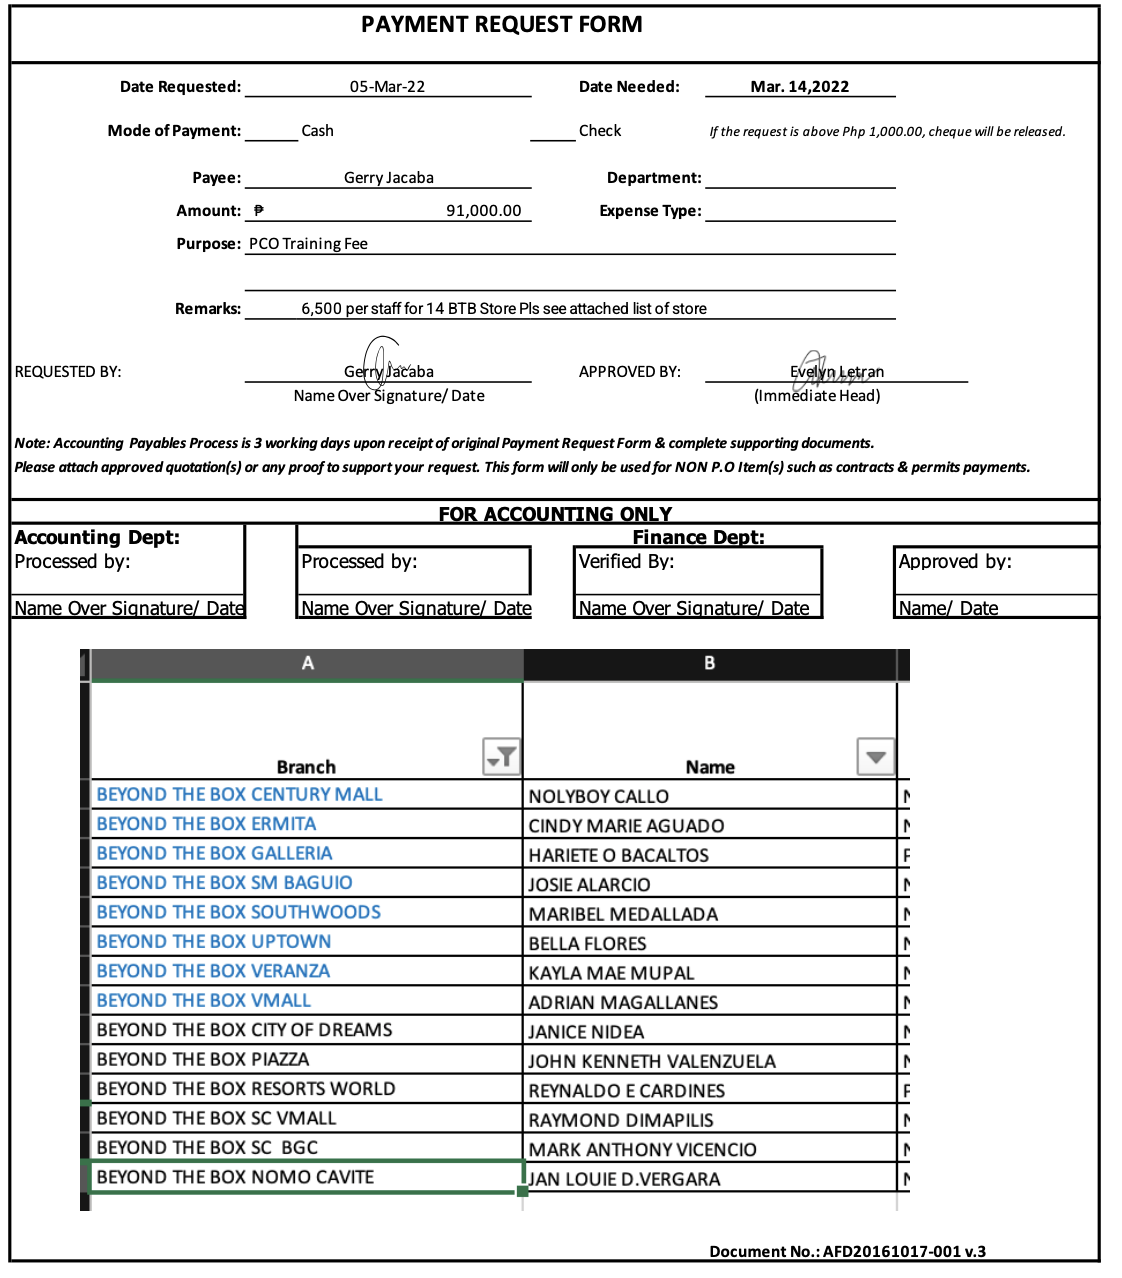 PAYMENT REQUEST FORM
Date Requested: 05-Mar-22 Date Needed: Mar. 14,2022
Mode of Payment: Cash Check If the request is above Php 1,000.00, cheque will be released.
Payee: Gerry Jacaba Department:
Amount: ₱ 91,000.00 Expense Type:
Purpose: PCO Training Fee
Remarks: 6,500 per staff for 14 BTB Store Pls see attached list of store
REQUESTED BY: Gerry Jacaba APPROVED BY: Evelyn Letran
Name Over Signature/ Date (Immediate Head)
Note: Accounting Payables Process is 3 working days upon receipt of original Payment Request Form & complete supporting documents.
Please attach approved quotation(s) or any proof to support your request. This form will only be used for NON P.O Item(s) such as contracts & permits payments.
FOR ACCOUNTING ONLY
Accounting Dept: Finance Dept:
Processed by: Processed by: Verified By: Approved by:
Name Over Signature/ Date Name Over Signature/ Date Name Over Signature/ Date Name/ Date
A B
Branch Name
BEYOND THE BOX CENTURY MALL NOLYBOY CALLO
BEYOND THE BOX ERMITA CINDY MARIE AGUADO
BEYOND THE BOX GALLERIA HARIETE O BACALTOS
BEYOND THE BOX SM BAGUIO JOSIE ALARCIO
BEYOND THE BOX SOUTHWOODS MARIBEL MEDALLADA
BEYOND THE BOX UPTOWN BELLA FLORES
BEYOND THE BOX VERANZA KAYLA MAE MUPAL
BEYOND THE BOX VMALL ADRIAN MAGALLANES
BEYOND THE BOX CITY OF DREAMS JANICE NIDEA
BEYOND THE BOX PIAZZA JOHN KENNETH VALENZUELA
BEYOND THE BOX RESORTS WORLD REYNALDO E CARDINES
BEYOND THE BOX SC VMALL RAYMOND DIMAPILIS
BEYOND THE BOX SC BGC MARK ANTHONY VICENCIO
BEYOND THE BOX NOMO CAVITE JAN LOUIE D.VERGARA
Document No.: AFD20161017-001 v.3